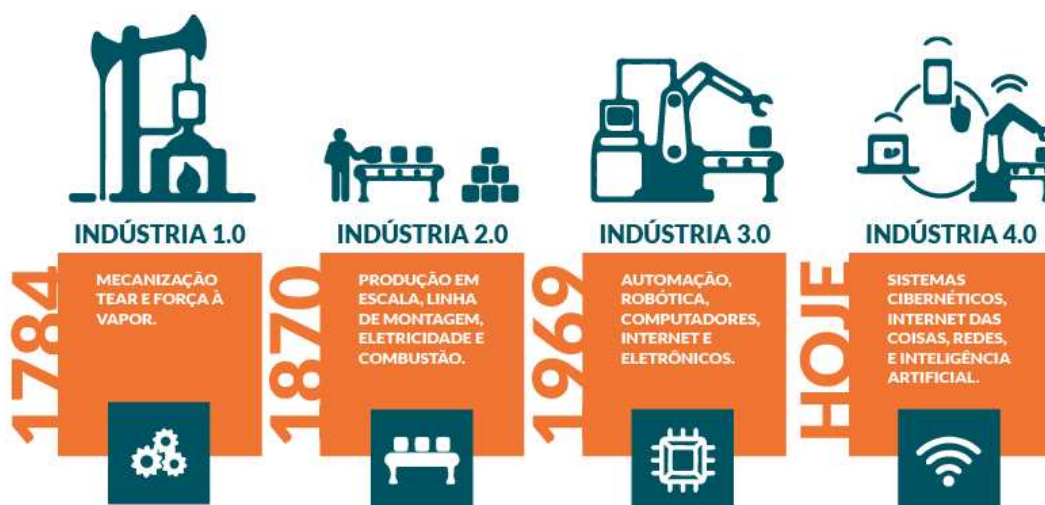 INDÚSTRIA 1.0
1784
MECANIZAÇÃO
TEAR E FORÇA À
VAPOR.
INDÚSTRIA 2.0
1870
PRODUÇÃO EM
ESCALA, LINHA
DE MONTAGEM,
ELETRICIDADE E
COMBUSTÃO.
INDÚSTRIA 3.0
1969
AUTOMAÇÃO,
ROBÓTICA,
COMPUTADORES,
INTERNET E
ELETRÔNICOS.
INDÚSTRIA 4.0
HOJE
SISTEMAS
CIBERNÉTICOS,
INTERNET DAS
COISAS, REDES,
E INTELIGÊNCIA
ARTIFICIAL.